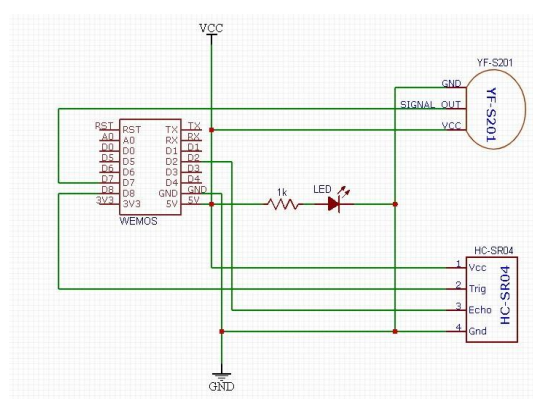 VCC
YF-S201
GND
SIGNAL OUT
VCC
YF-S201
RST RST TX TX
A0 A0 RX RX
D0 D0 D1 D1
D5 D5 D2 D2
D6 D6 D3 D3
D7 D7 D4 D4
D8 D8 GND GND
3V3 3V3 5V 5V
WEMOS
1k
LED
HC-SR04
1 Vcc
2 Trig
3 Echo
4 Gnd
HC-SR04
GND